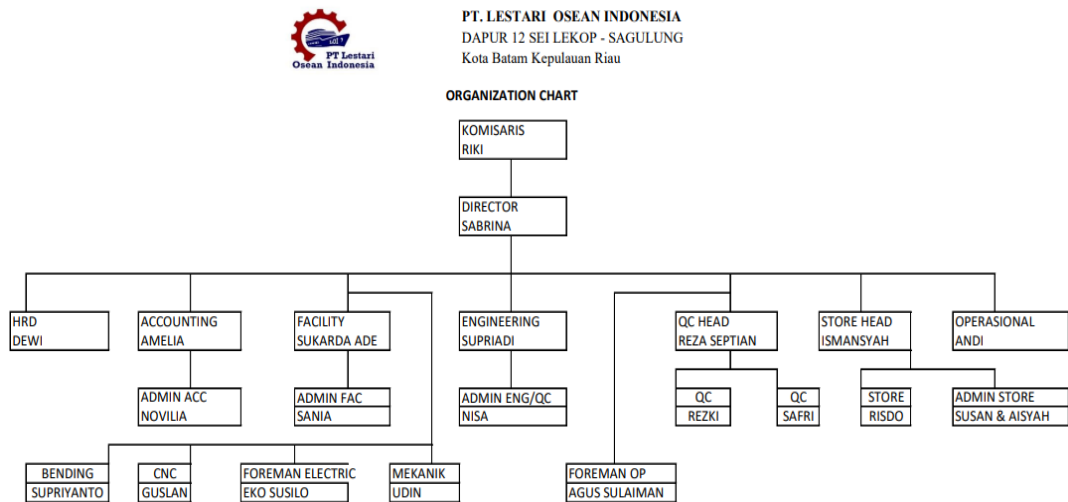 PT Lestari
Osean Indonesia
LOI
PT. LESTARI OSEAN INDONESIA
DAPUR 12 SEI LEKOP - SAGULUNG
Kota Batam Kepulauan Riau
ORGANIZATION CHART
KOMISARIS
RIKI
DIRECTOR
SABRINA
HRD
DEWI
ACCOUNTING
AMELIA
FACILITY
SUKARDA ADE
ENGINEERING
SUPRIADI
QC HEAD
REZA SEPTIAN
STORE HEAD
ISMANSYAH
OPERASIONAL
ANDI
ADMIN ACC
NOVILIA
ADMIN FAC
SANIA
ADMIN ENG/QC
NISA
QC
REZKI
QC
SAFRI
STORE
RISDO
ADMIN STORE
SUSAN & AISYAH
BENDING
SUPRIYANTO
CNC
GUSLAN
FOREMAN ELECTRIC
EKO SUSILO
MEKANIK
UDIN
FOREMAN OP
AGUS SULAIMAN